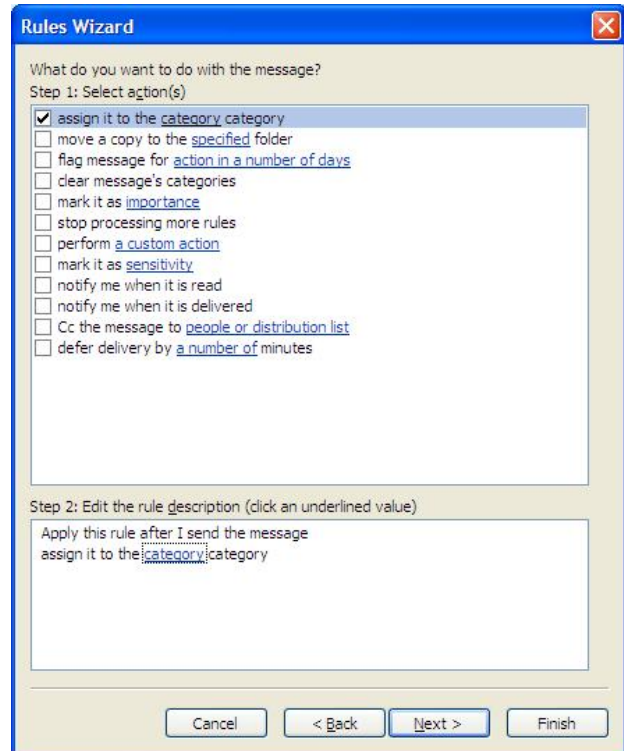 Rules Wizard
What do you want to do with the message?
Step 1: Select action(s)
assign it to the category category
move a copy to the specified folder
flag message for action in a number of days
clear message's categories
mark it as importance
stop processing more rules
perform a custom action
mark it as sensitivity
notify me when it is read
notify me when it is delivered
Cc the message to people or distribution list
defer delivery by a number of minutes
Step 2: Edit the rule description (click an underlined value)
Apply this rule after I send the message
assign it to the category category
Cancel < Back Next > Finish